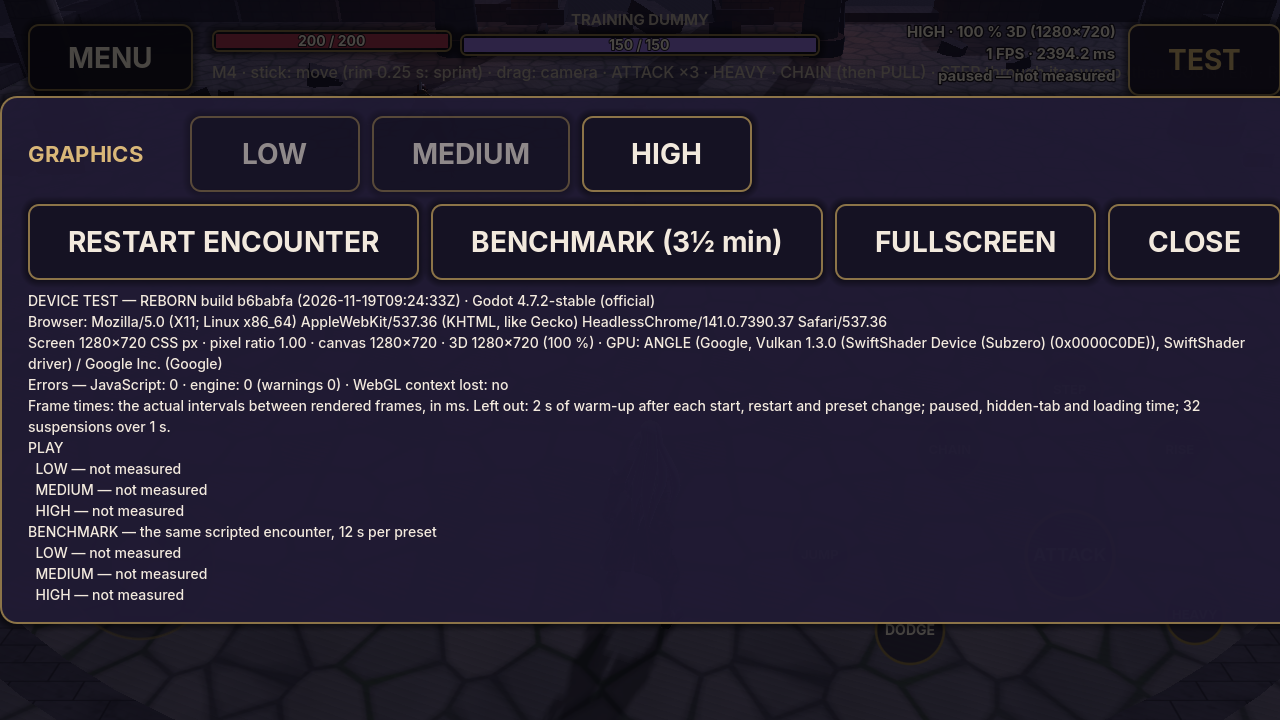 TRAINING DUMMY
MENU
200 / 200
150 / 150
HIGH · 100 % 3D (1280×720)
1 FPS · 2394.2 ms
paused — not measured
TEST
M4 · stick: move (rim 0.25 s: sprint) · drag: camera · ATTACK ×3 · HEAVY · CHAIN (then PULL) ·
GRAPHICS
LOW
MEDIUM
HIGH
RESTART ENCOUNTER
BENCHMARK (3½ min)
FULLSCREEN
CLOSE
DEVICE TEST — REBORN build b6babfa (2026-11-19T09:24:33Z) · Godot 4.7.2-stable (official)
Browser: Mozilla/5.0 (X11; Linux x86_64) AppleWebKit/537.36 (KHTML, like Gecko) HeadlessChrome/141.0.7390.37 Safari/537.36
Screen 1280×720 CSS px · pixel ratio 1.00 · canvas 1280×720 · 3D 1280×720 (100 %) · GPU: ANGLE (Google, Vulkan 1.3.0 (SwiftShader Device (Subzero) (0x0000C0DE)), SwiftShader
driver) / Google Inc. (Google)
Errors — JavaScript: 0 · engine: 0 (warnings 0) · WebGL context lost: no
Frame times: the actual intervals between rendered frames, in ms. Left out: 2 s of warm-up after each start, restart and preset change; paused, hidden-tab and loading time; 32
suspensions over 1 s.
PLAY
LOW — not measured
MEDIUM — not measured
HIGH — not measured
BENCHMARK — the same scripted encounter, 12 s per preset
LOW — not measured
MEDIUM — not measured
HIGH — not measured
DODGE